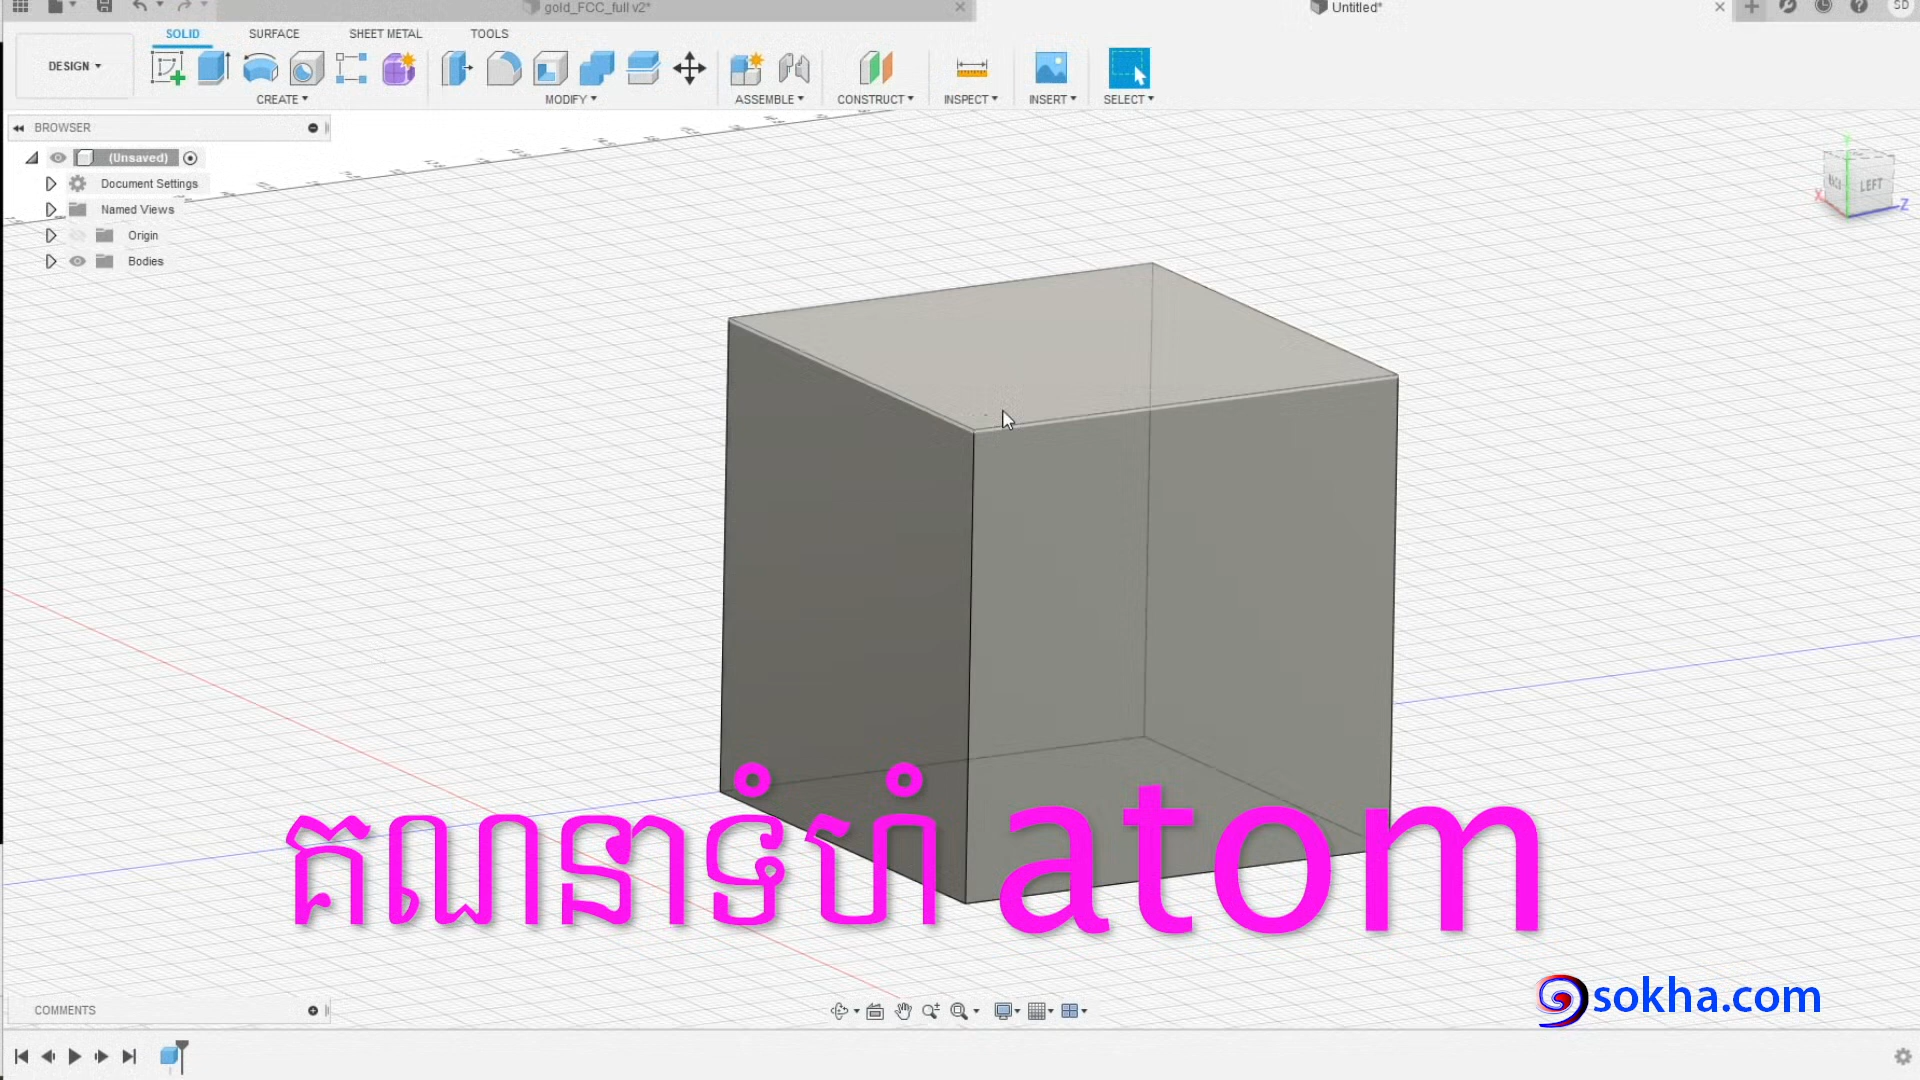 gold_FCC_full v2*
Untitled*
SD
SOLID SURFACE SHEET METAL TOOLS
DESIGN
CREATE MODIFY ASSEMBLE CONSTRUCT INSPECT INSERT SELECT
BROWSER
(Unsaved)
Document Settings
Named Views
Origin
Bodies
Y
LEFT
X
Z
គណនាទំហំ atom
sokha.com
COMMENTS